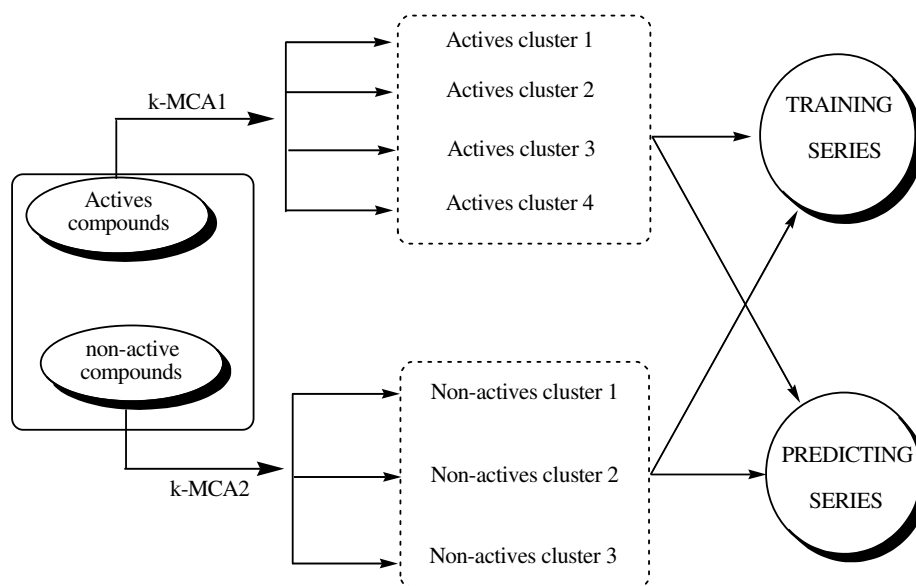 k-MCA1
Actives cluster 1
Actives cluster 2
Actives cluster 3
Actives cluster 4
TRAINING
SERIES
Actives
compounds
non-active
compounds
k-MCA2
Non-actives cluster 1
Non-actives cluster 2
Non-actives cluster 3
PREDICTING
SERIES